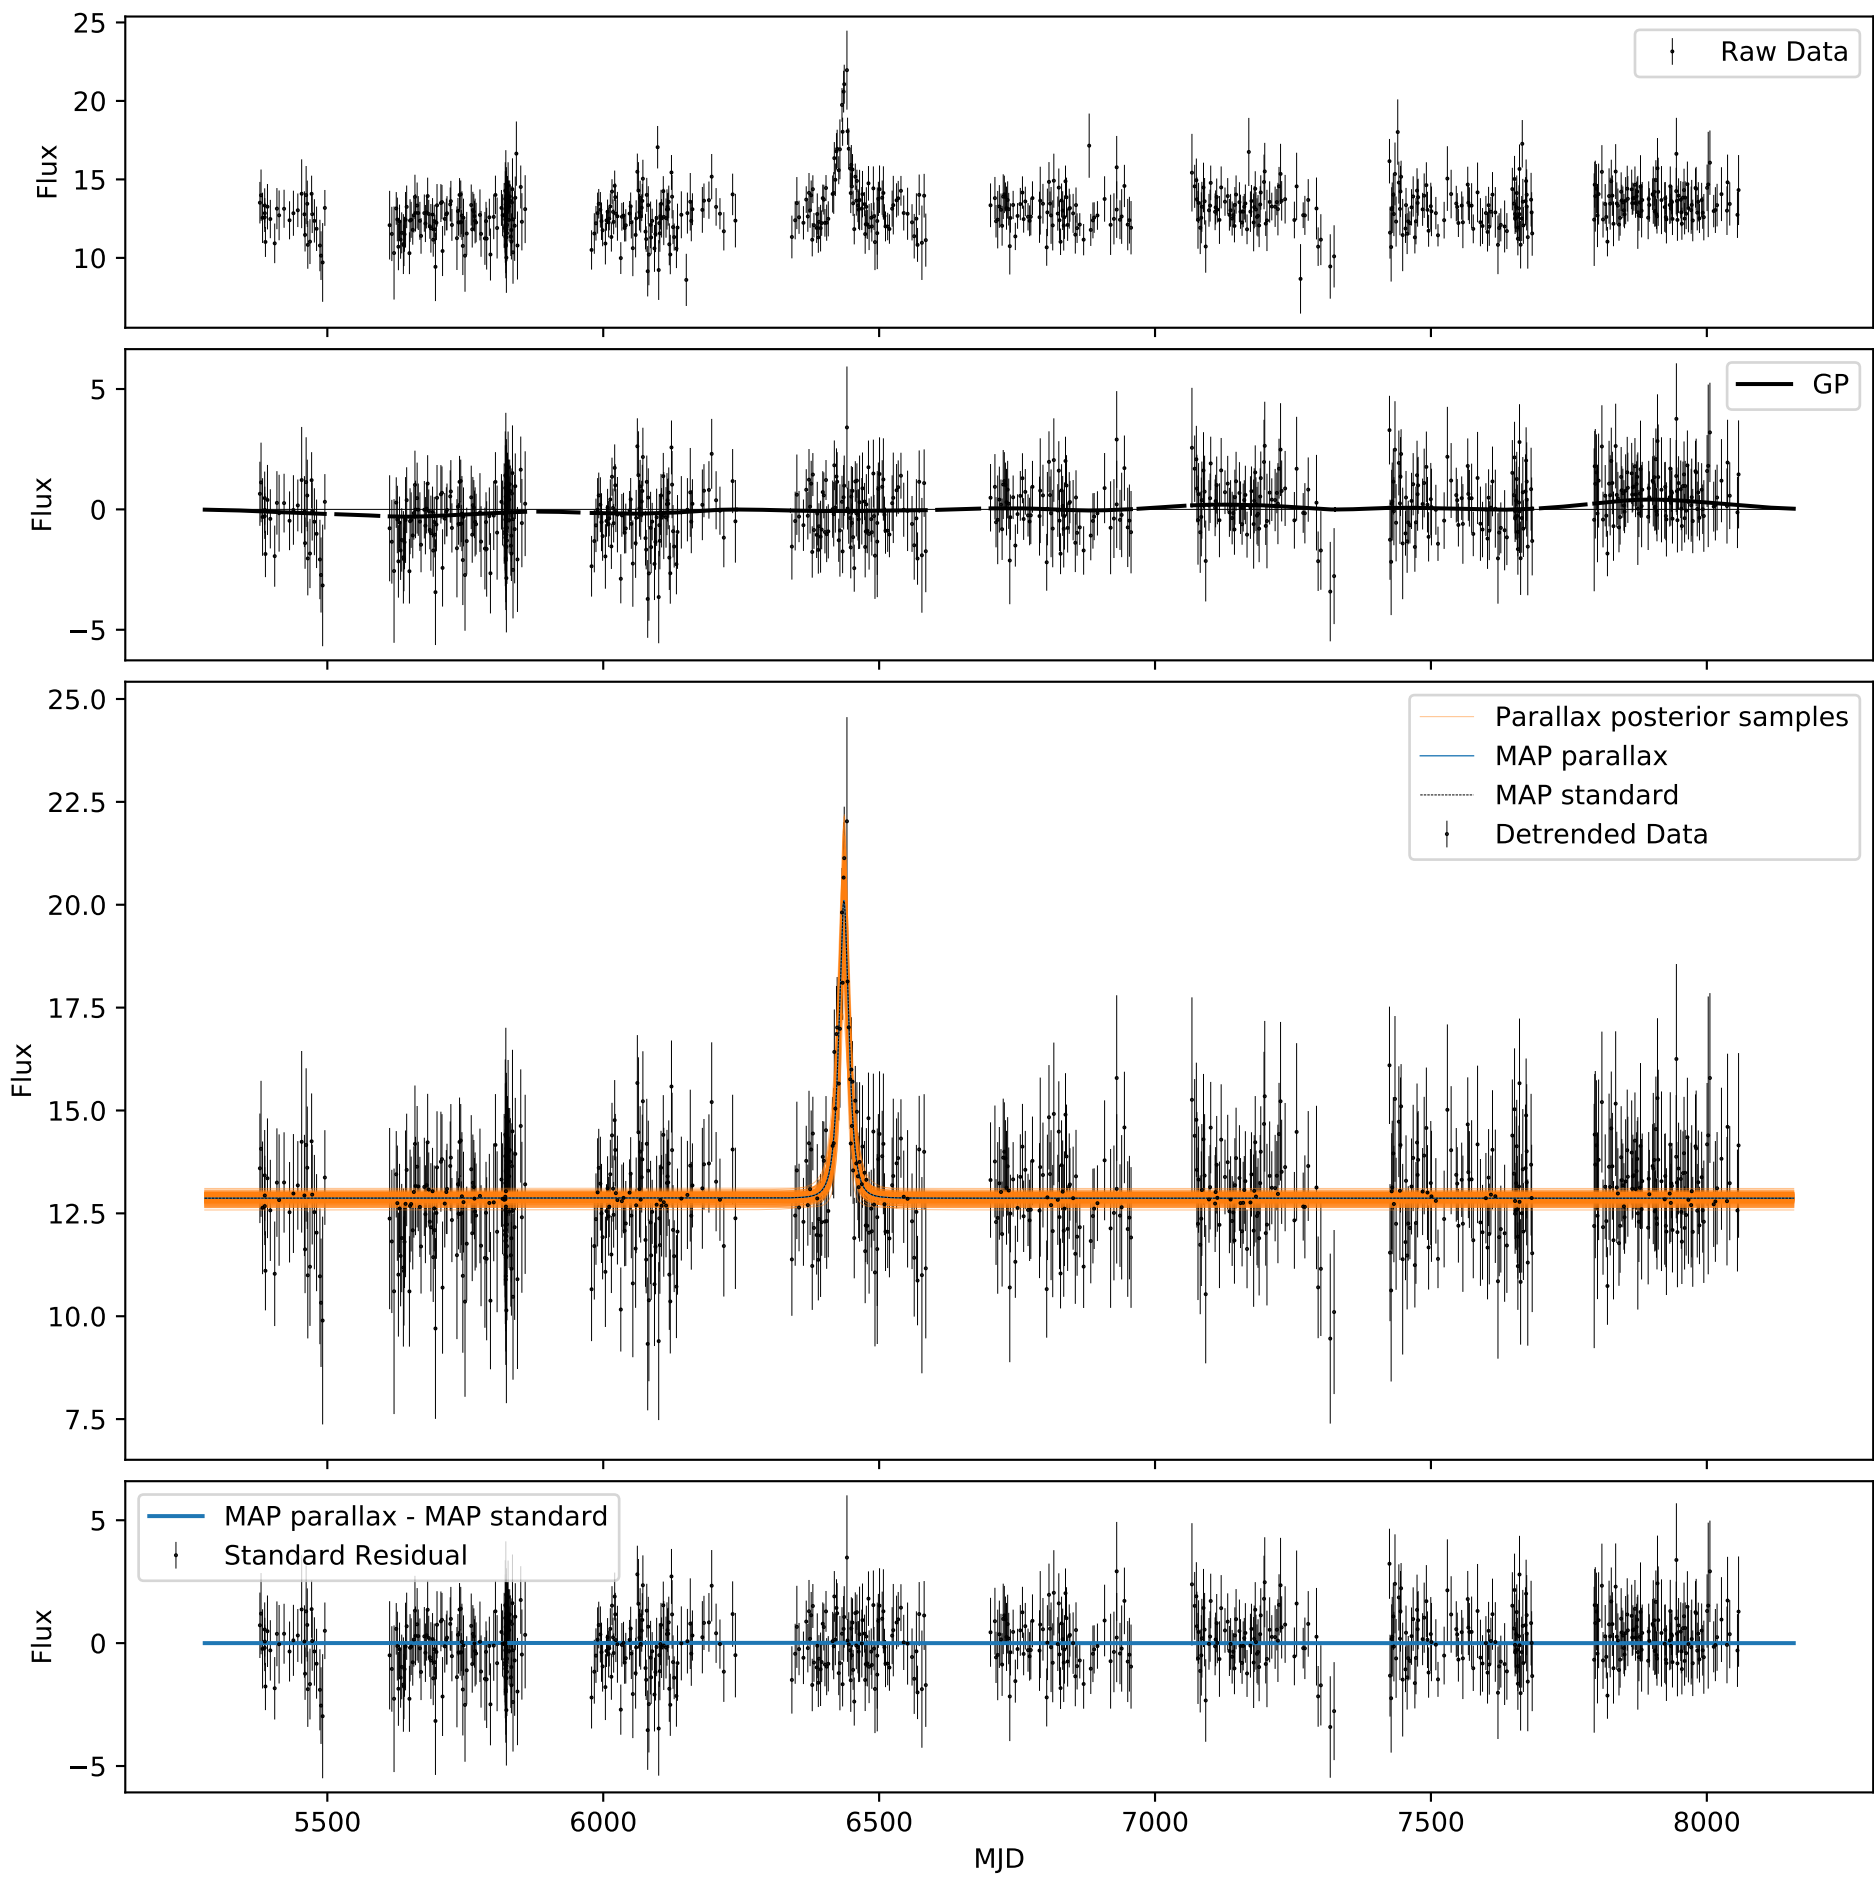 25
20
15
10
Flux
Raw Data
5
0
−5
Flux
GP
25.0
22.5
20.0
17.5
15.0
12.5
10.0
7.5
Flux
Parallax posterior samples
MAP parallax
MAP standard
Detrended Data
5
0
−5
Flux
MAP parallax - MAP standard
Standard Residual
5500 6000 6500 7000 7500 8000
MJD